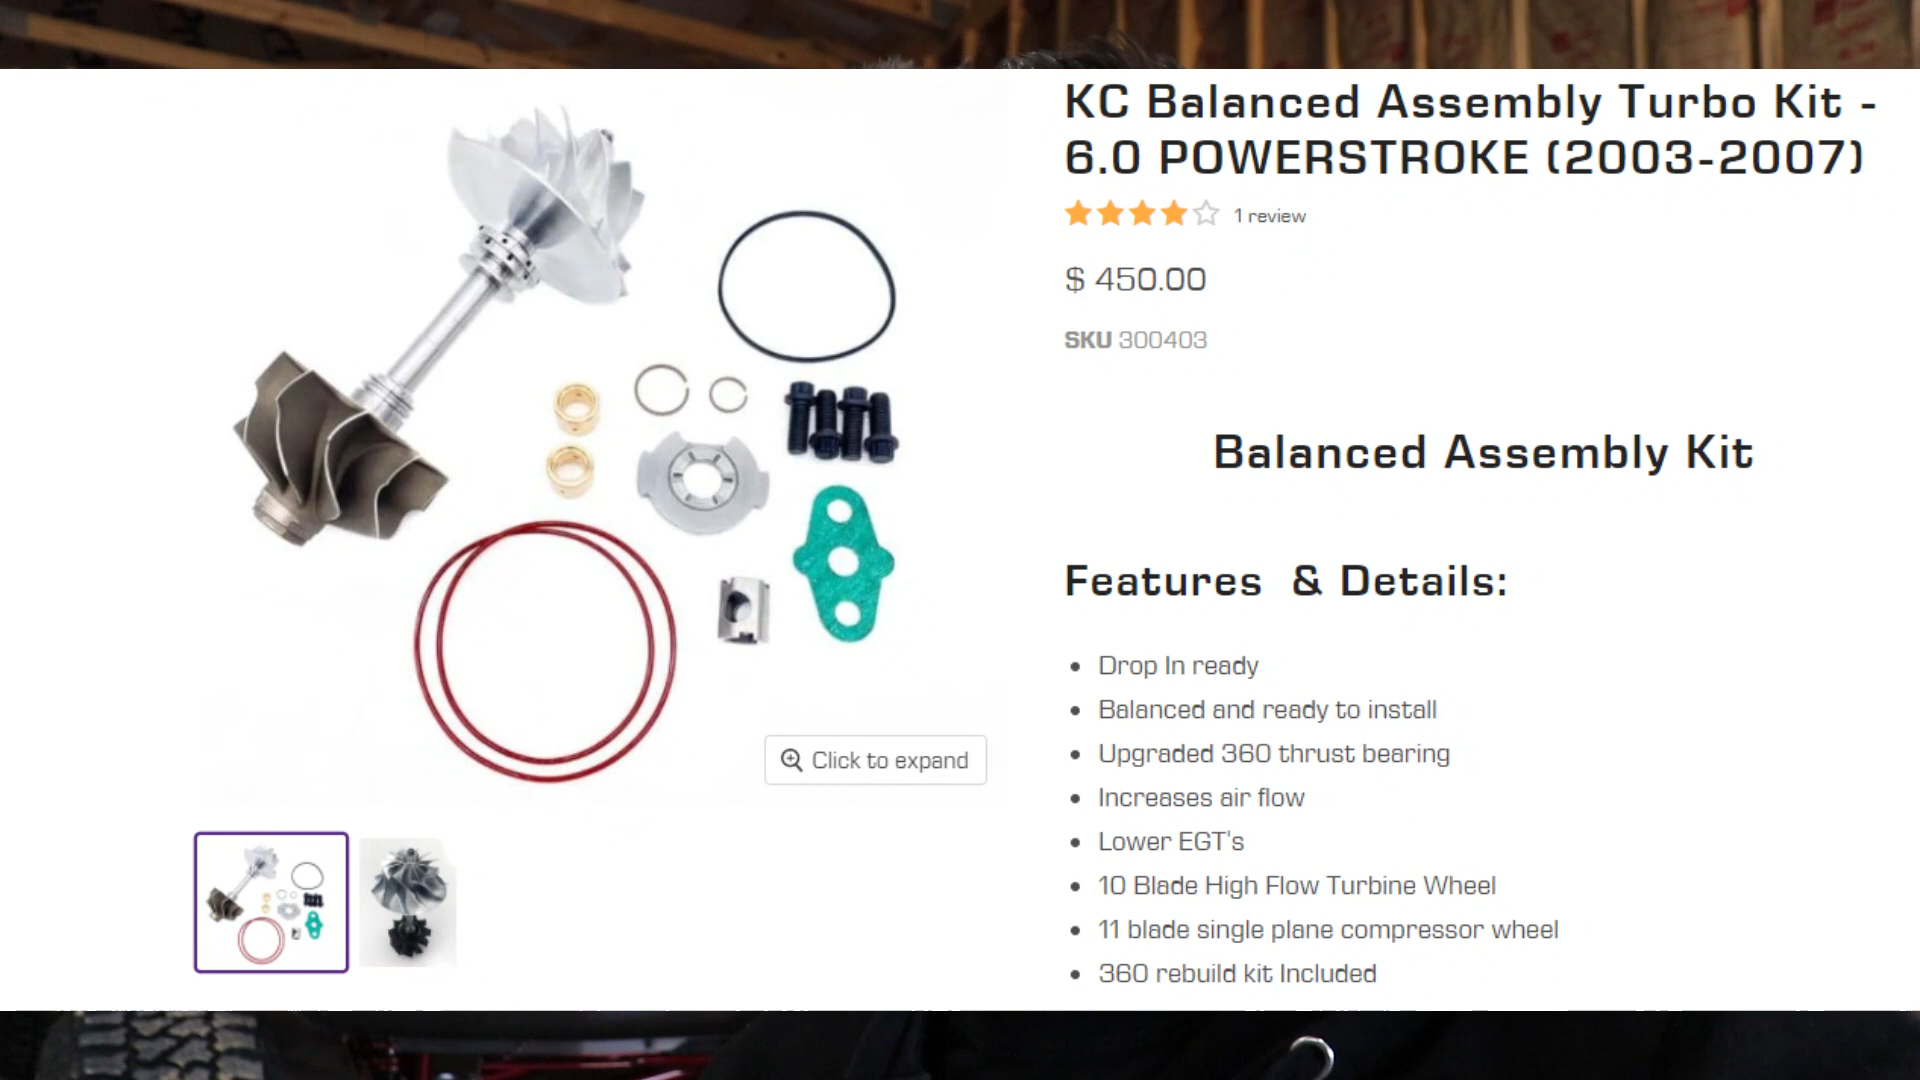 KC Balanced Assembly Turbo Kit -
6.0 POWERSTROKE (2003-2007)
1 review
$ 450.00
SKU 300403
Balanced Assembly Kit
Features & Details:
Drop In ready
Balanced and ready to install
Upgraded 360 thrust bearing
Increases air flow
Lower EGT's
10 Blade High Flow Turbine Wheel
11 blade single plane compressor wheel
360 rebuild kit Included
Click to expand